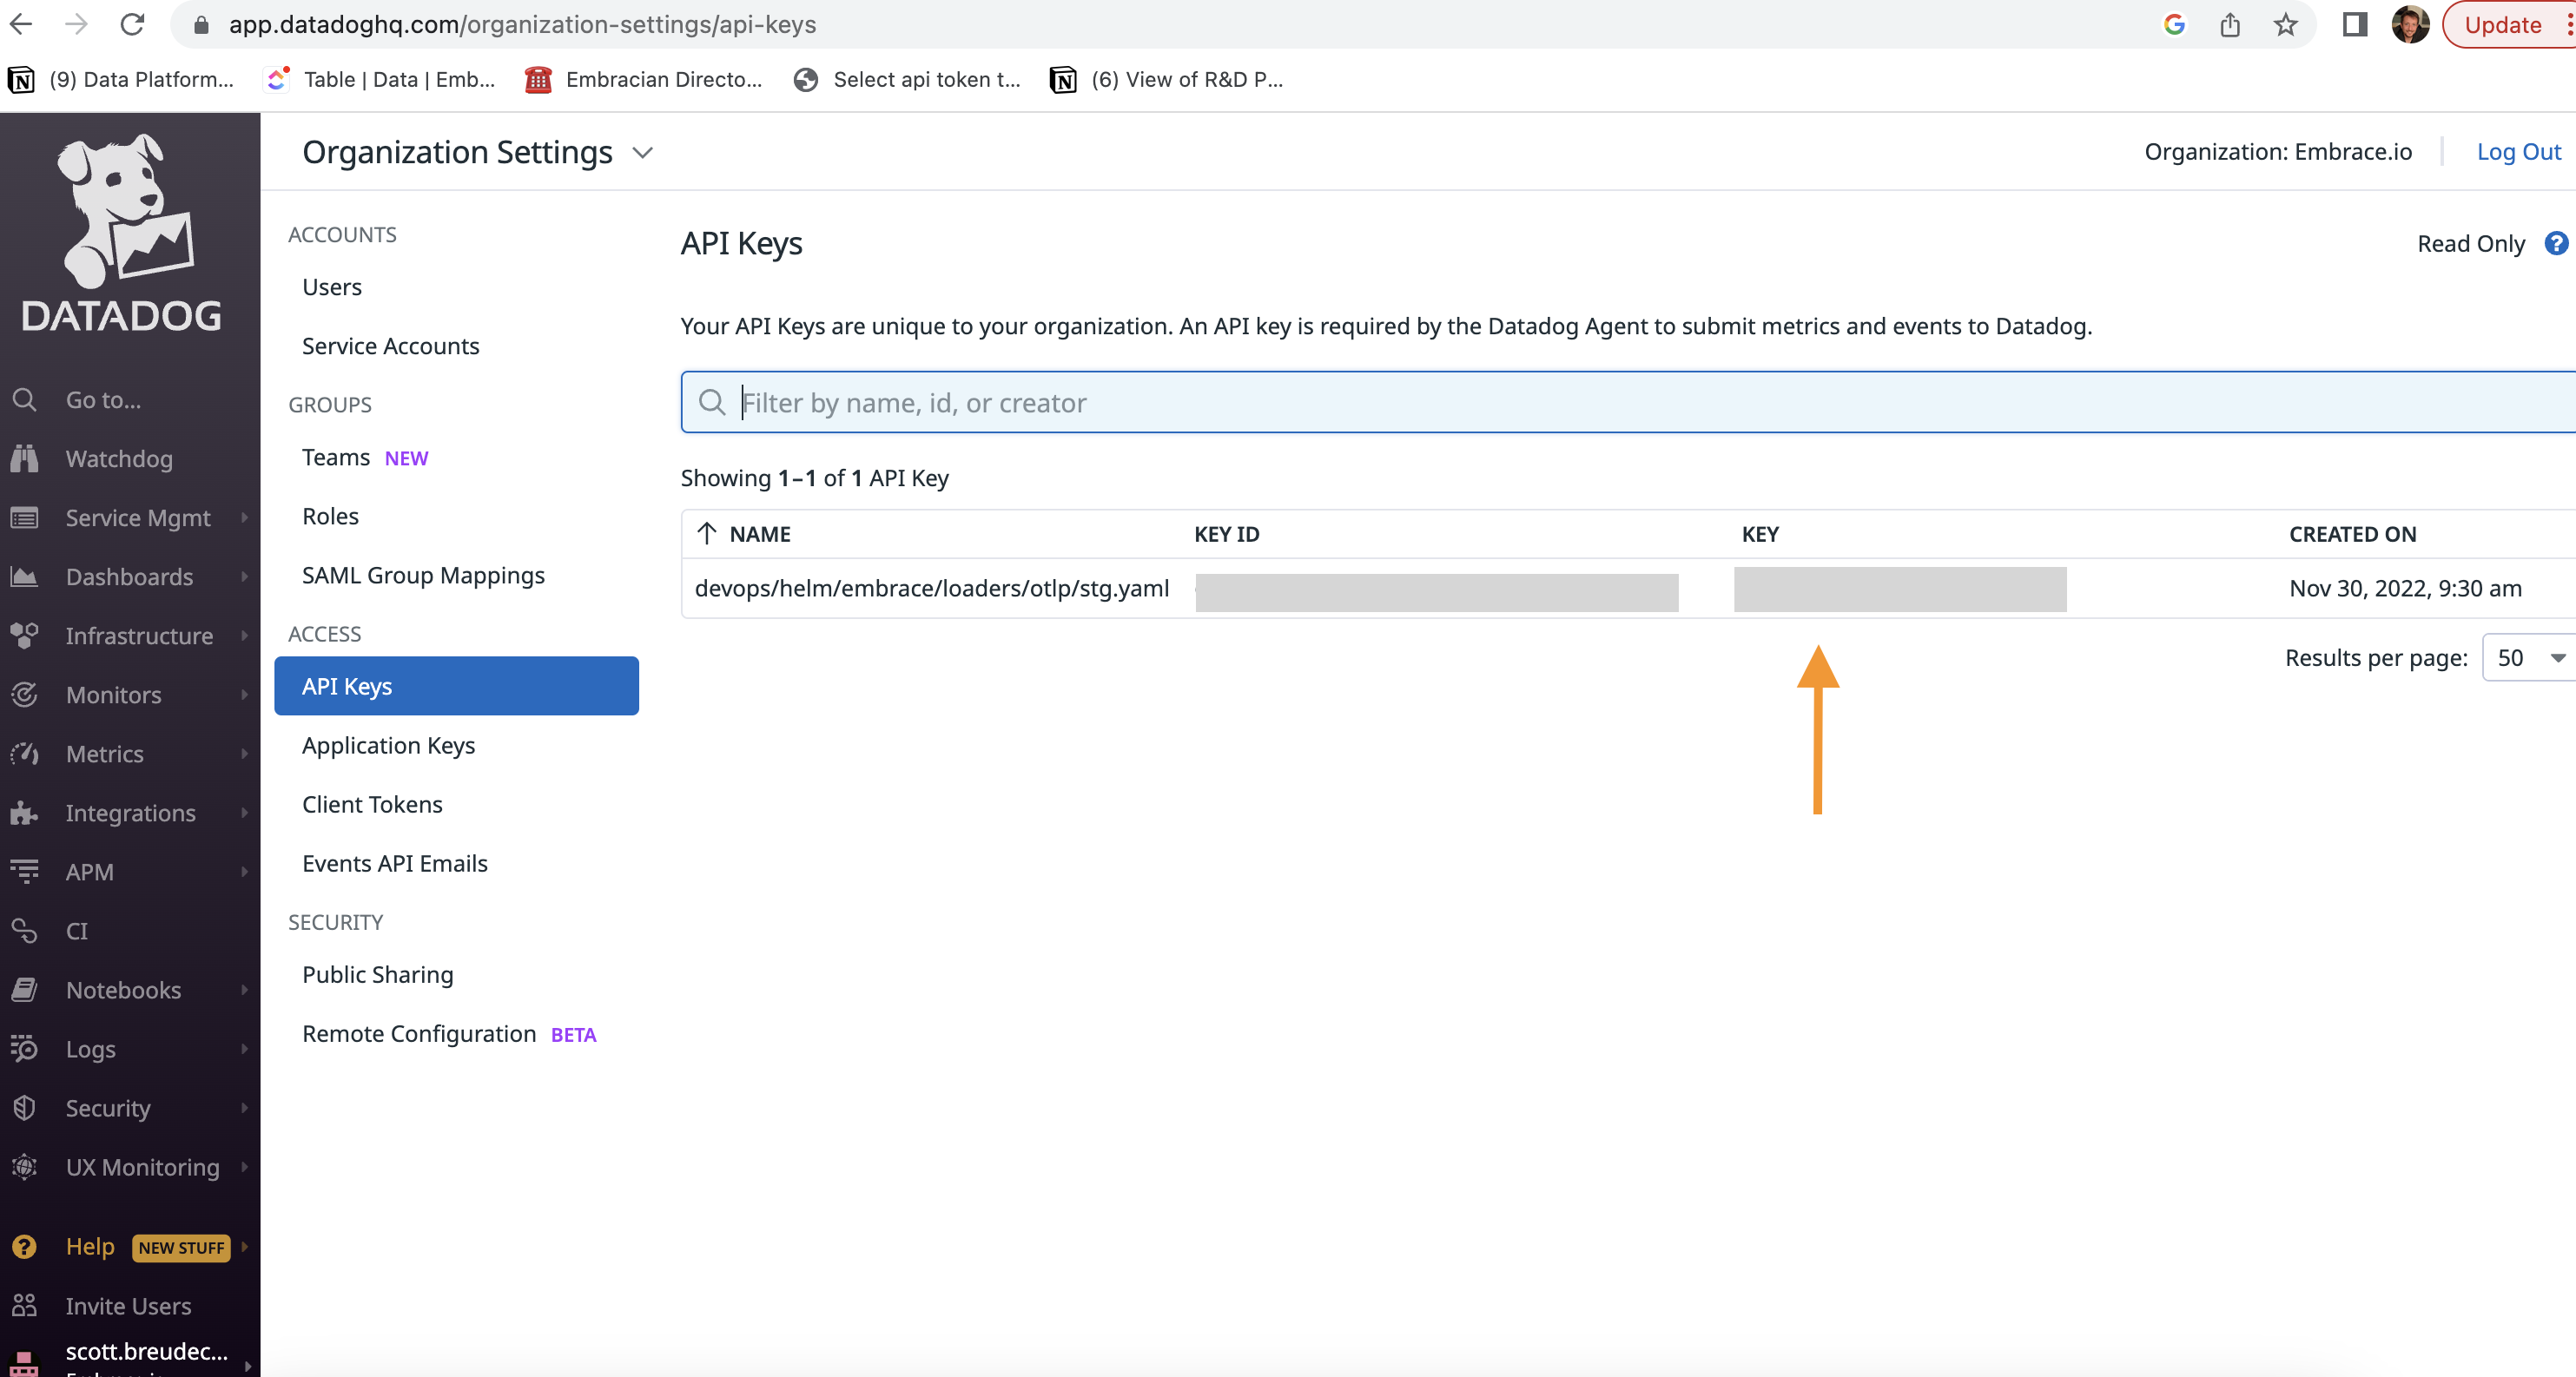 app.datadoghq.com/organization-settings/api-keys
Update
(9) Data Platform...
Table | Data | Emb...
Embracian Directo...
Select api token t...
(6) View of R&D P...
DATADOG
Go to...
Watchdog
Service Mgmt
Dashboards
Infrastructure
Monitors
Metrics
Integrations
APM
CI
Notebooks
Logs
Security
UX Monitoring
Help NEW STUFF
Invite Users
scott.breudec...
Organization Settings
Organization: Embrace.io
Log Out
ACCOUNTS
Users
Service Accounts
GROUPS
Teams NEW
Roles
SAML Group Mappings
ACCESS
API Keys
Application Keys
Client Tokens
Events API Emails
SECURITY
Public Sharing
Remote Configuration BETA
API Keys
Read Only
Your API Keys are unique to your organization. An API key is required by the Datadog Agent to submit metrics and events to Datadog.
Filter by name, id, or creator
Showing 1–1 of 1 API Key
NAME KEY ID KEY CREATED ON
devops/helm/embrace/loaders/otlp/stg.yaml Nov 30, 2022, 9:30 am
Results per page: 50